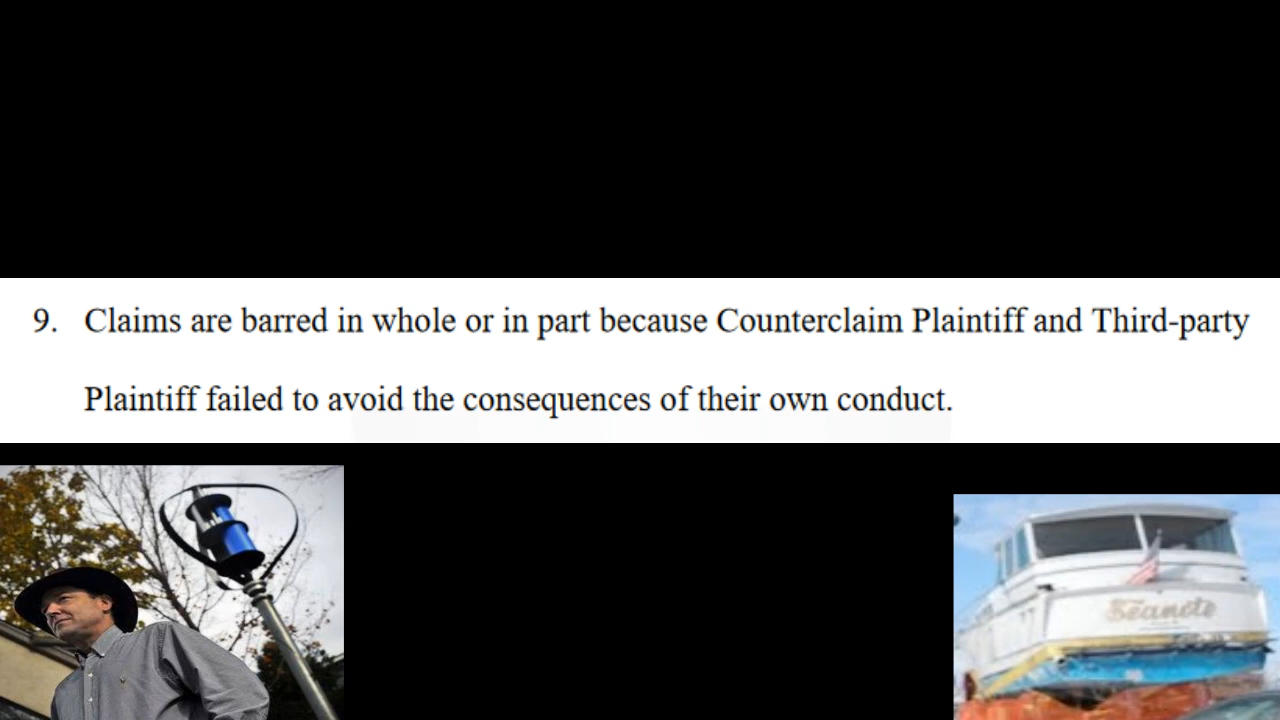 9. Claims are barred in whole or in part because Counterclaim Plaintiff and Third-party
Plaintiff failed to avoid the consequences of their own conduct.
Seanote